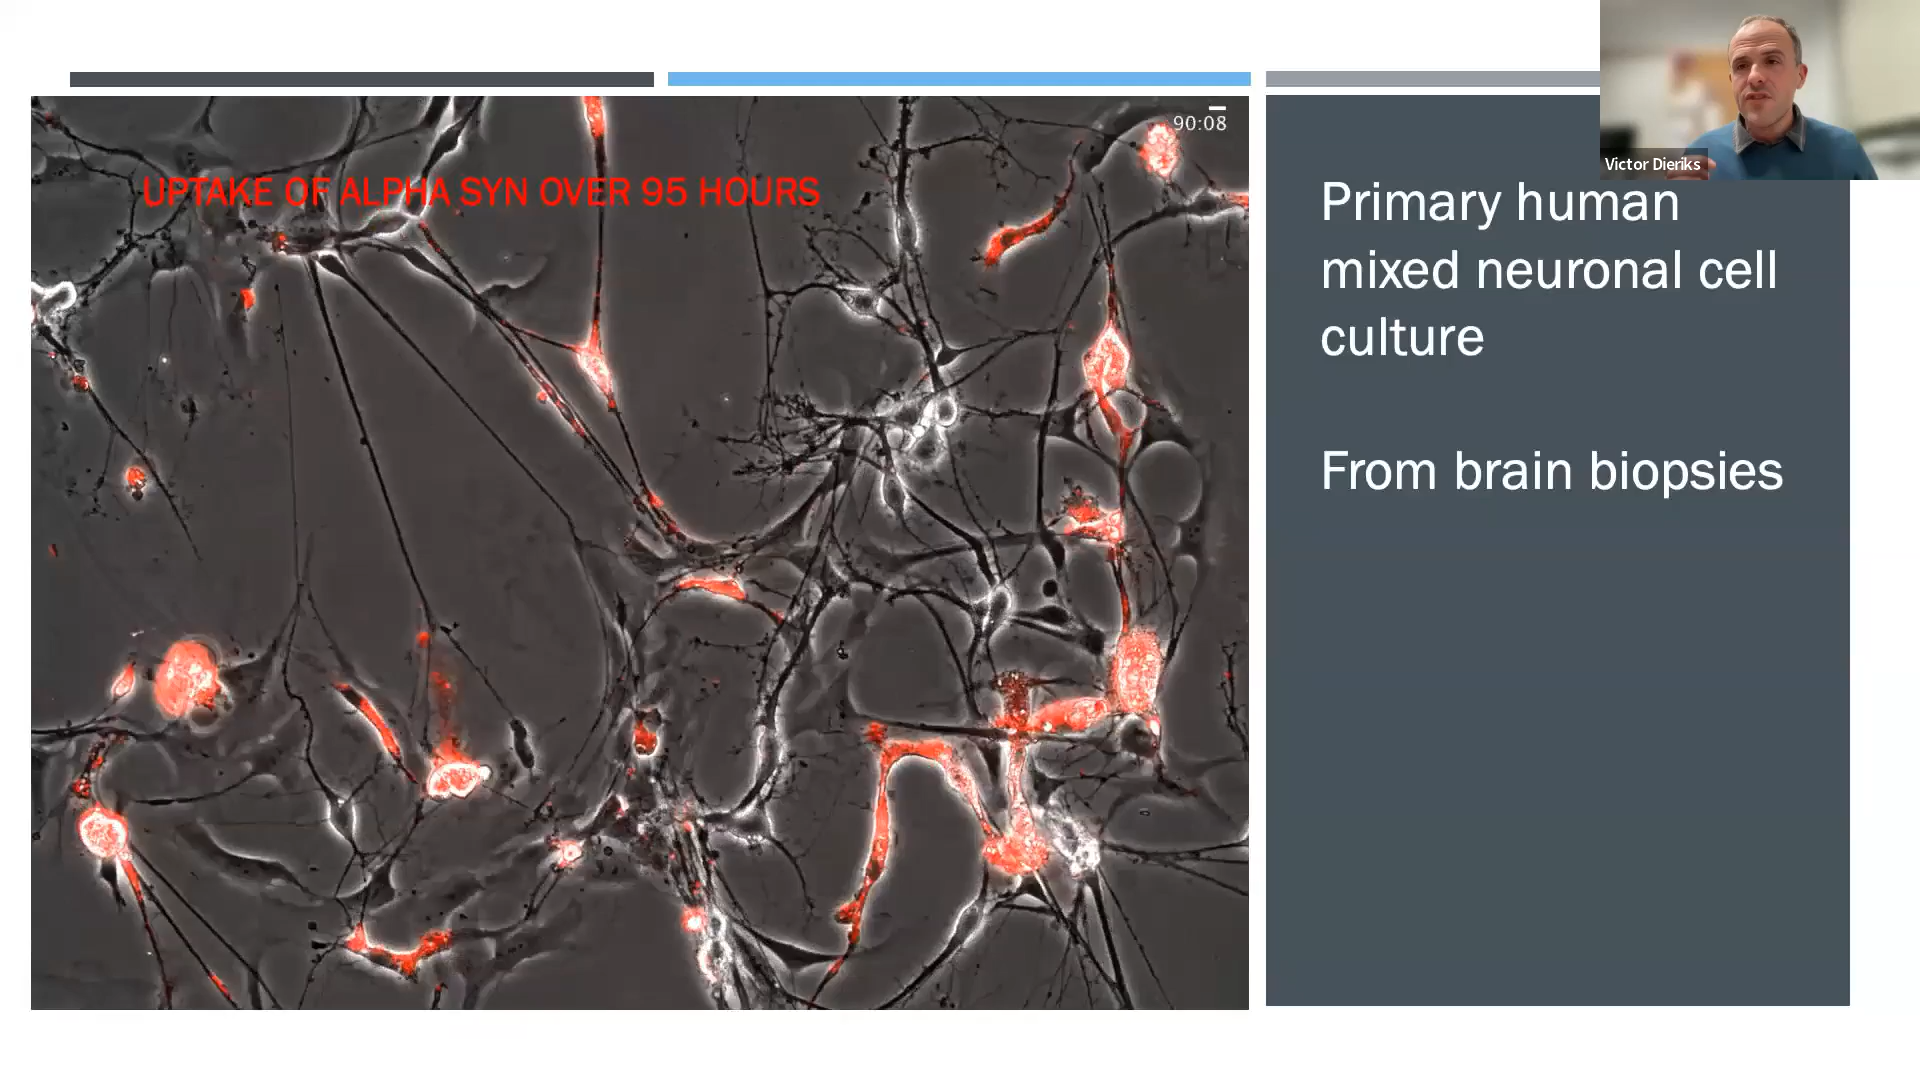 90:08
UPTAKE OF ALPHA SYN OVER 95 HOURS
Victor Dieriks
Primary human
mixed neuronal cell
culture
From brain biopsies